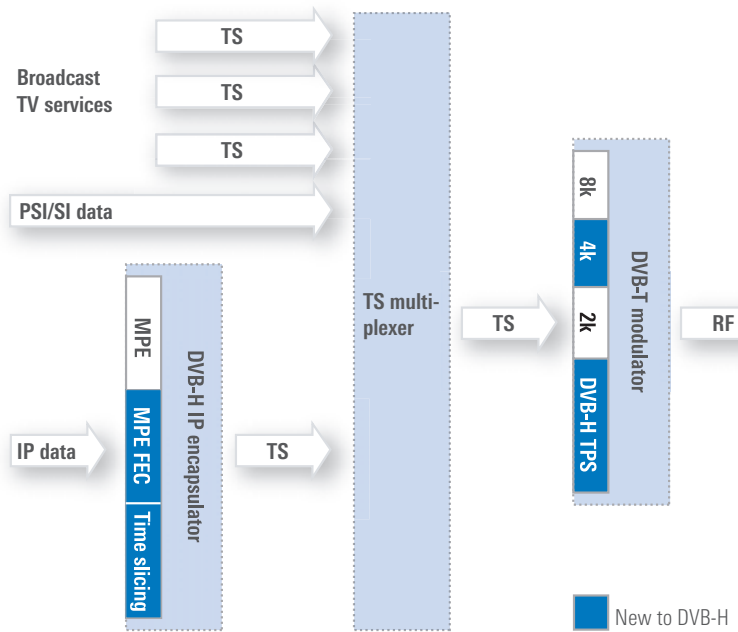 TS
Broadcast
TV services
TS
TS
PSI/SI data
8k
4k
2k
DVB-H TPS
DVB-T modulator
TS multi-
plexer
TS
RF
MPE
MPE FEC
Time slicing
DVB-H IP encapsulator
IP data
TS
New to DVB-H